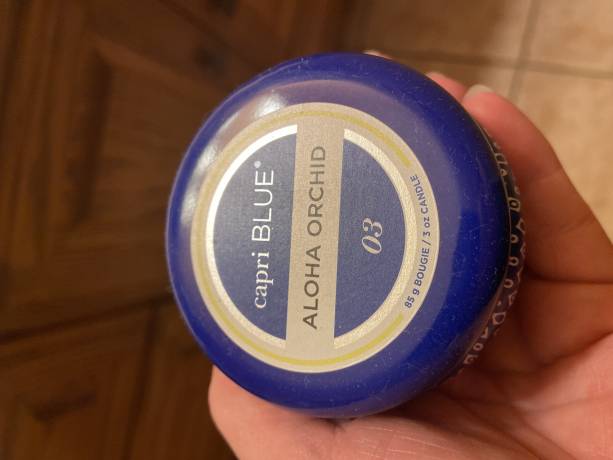 capri BLUE®
ALOHA ORCHID
03
85 g BOUGIE / 3 oz CANDLE